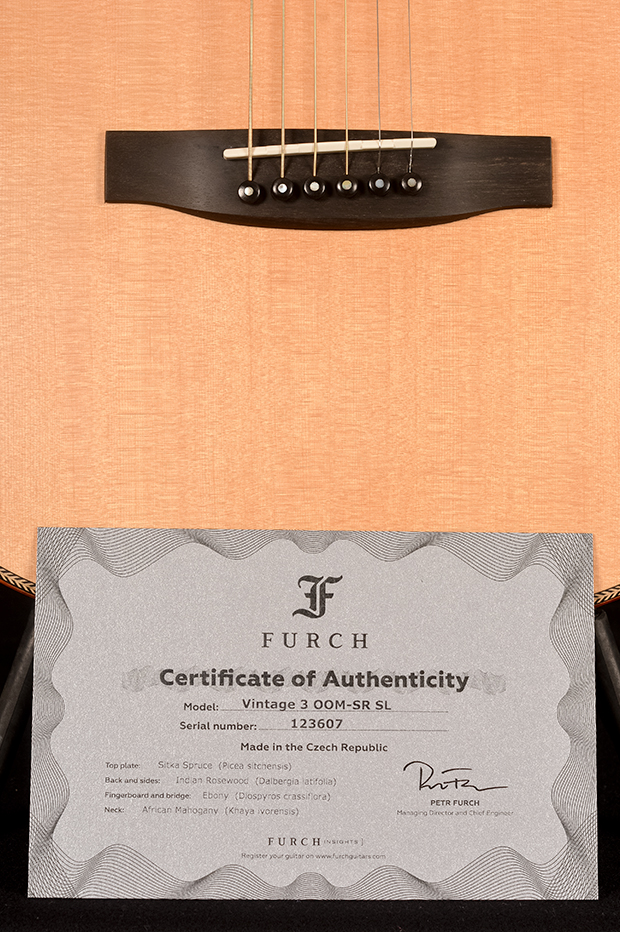 F
FURCH
Certificate of Authenticity
Model: Vintage 3 OOM-SR SL
Serial number: 123607
Made in the Czech Republic
Top plate: Sitka Spruce (Picea sitchensis)
Back and sides: Indian Rosewood (Dalbergia latifolia)
Fingerboard and bridge: Ebony (Diospyros crassiflora)
Neck: African Mahogany (Khaya ivorensis)
PETR FURCH
Managing Director and Chief Engineer
FURCH INSIGHTS
Register your guitar on www.furchguitars.com